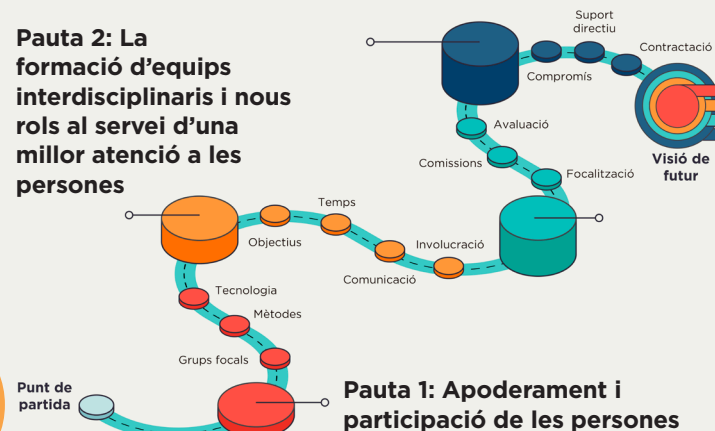 Pauta 2: La
formació d'equips
interdisciplinaris i nous
rols al servei d'una
millor atenció a les
persones
Suport
directiu
Contractació
Compromís
Avaluació
Comissions
Focalització
Visió de
futur
Temps
Objectius
Involucració
Comunicació
Tecnologia
Mètodes
Grups focals
Punt de
partida
Pauta 1: Apoderament i
participació de les persones